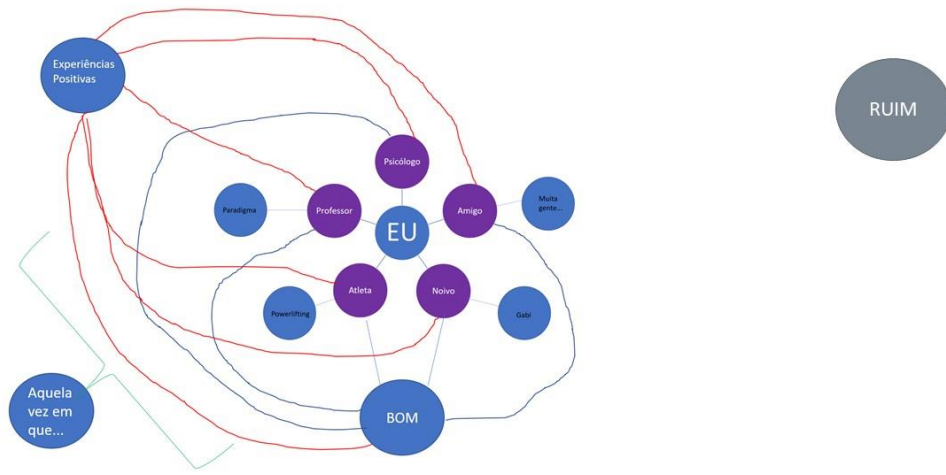 Experiências
Positivas
RUIM
Psicólogo
Paradigma
Professor
Amigo
Muita
gente...
EU
Atleta
Noivo
Powerlifting
Gabi
Aquela
vez em
que...
BOM